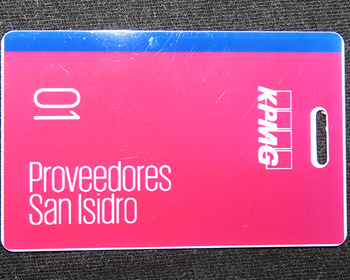 01
KPMG
Proveedores
San Isidro